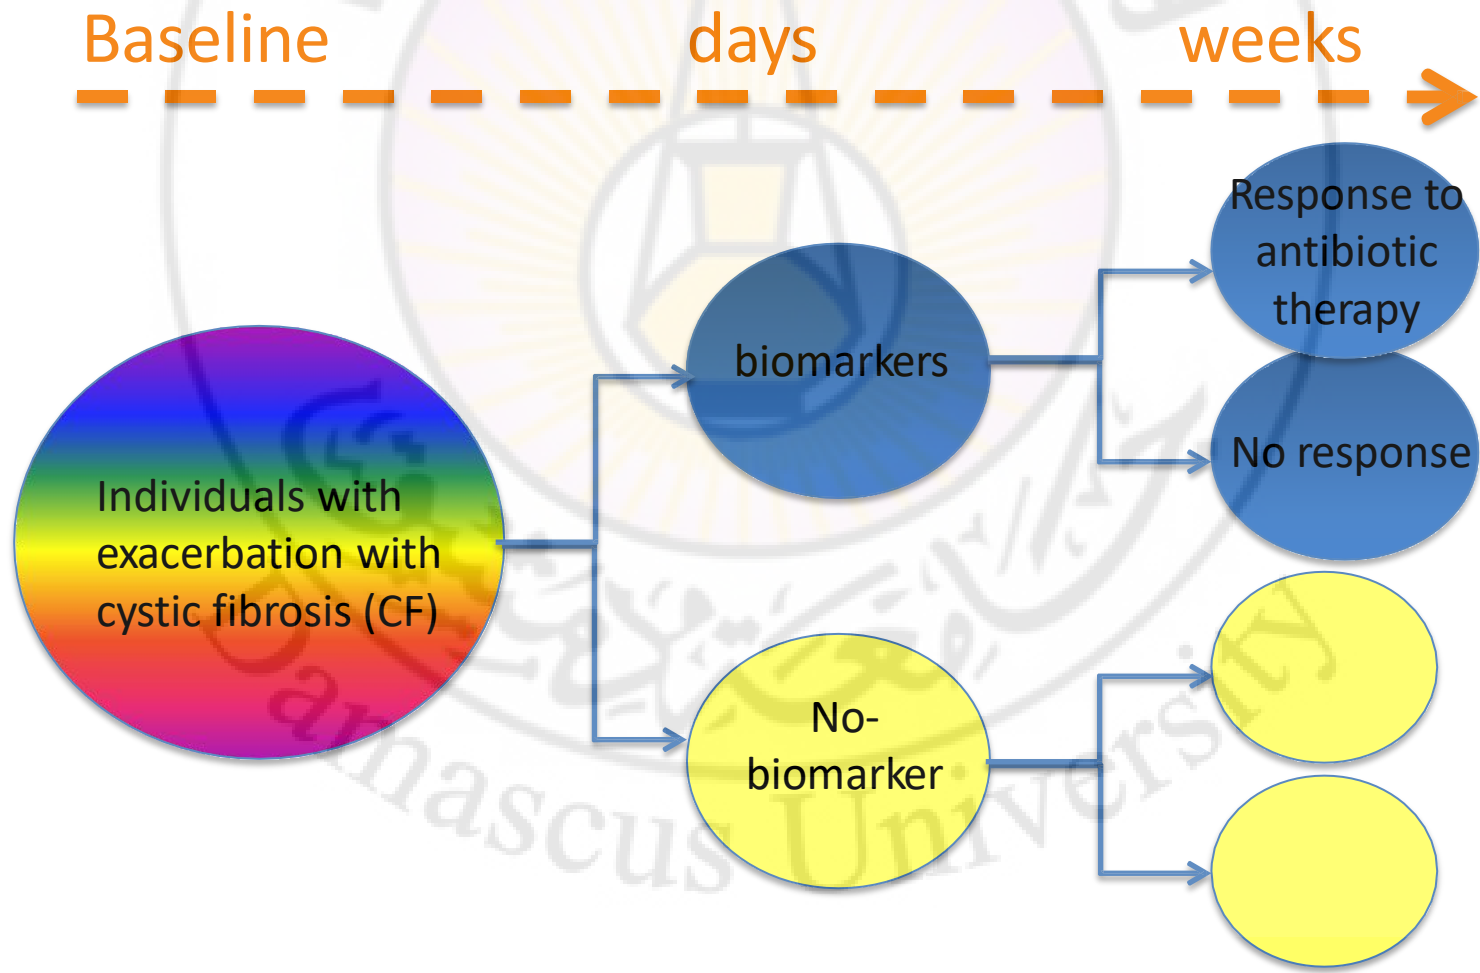 Baseline days weeks
Response to
antibiotic
therapy
biomarkers
No response
Individuals with
exacerbation with
cystic fibrosis (CF)
No-
biomarker
Damascus University